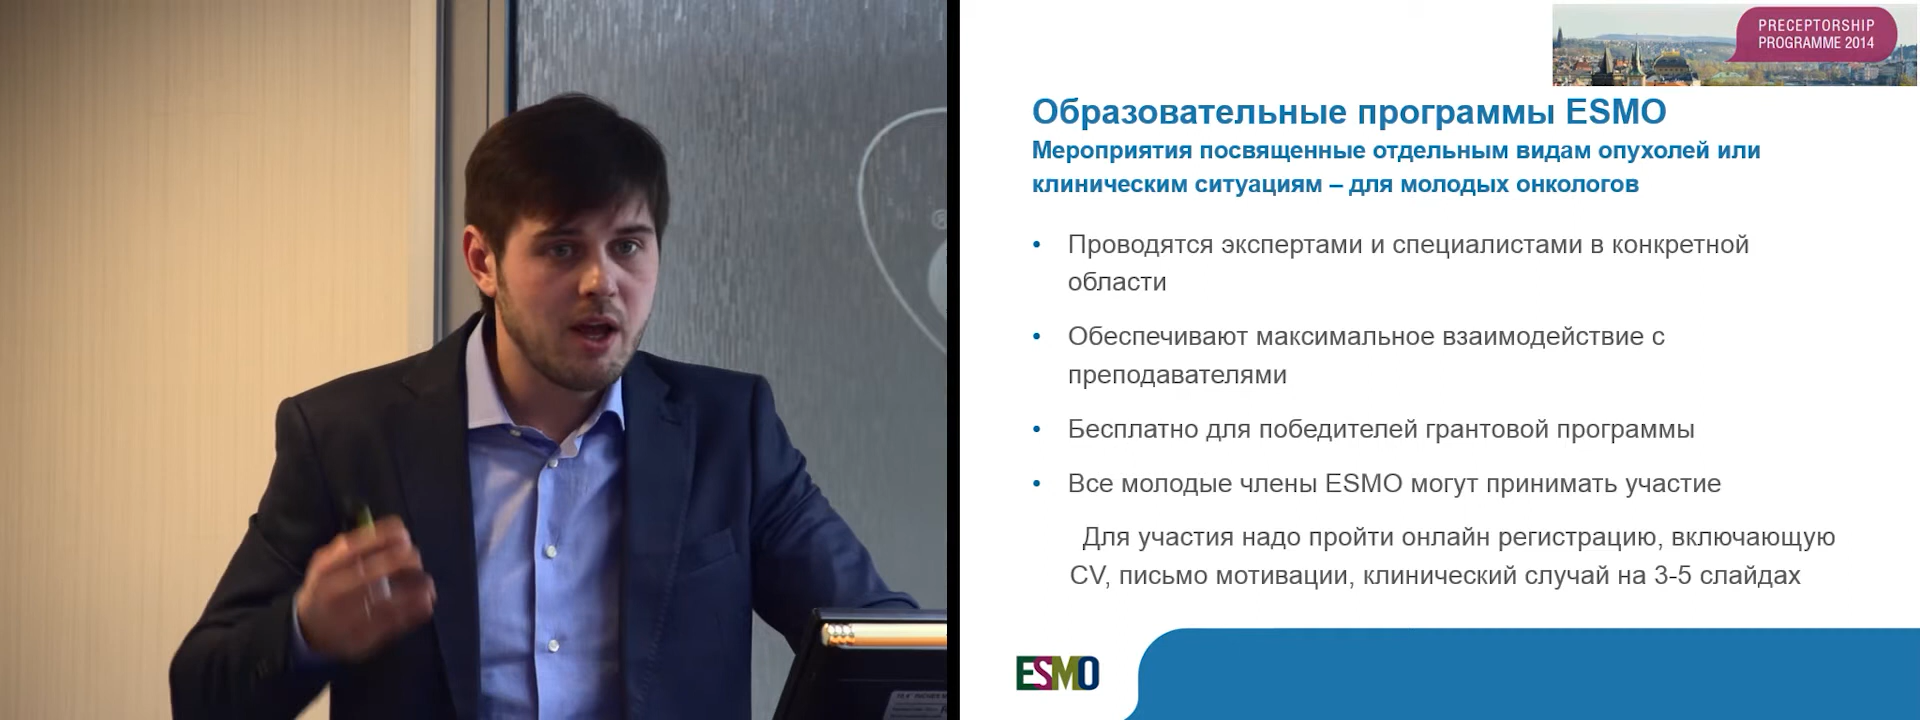 PRECEPTORSHIP
PROGRAMME 2014
Образовательные программы ESMO
Мероприятия посвященные отдельным видам опухолей или
клиническим ситуациям – для молодых онкологов
• Проводятся экспертами и специалистами в конкретной
области
• Обеспечивают максимальное взаимодействие с
преподавателями
• Бесплатно для победителей грантовой программы
• Все молодые члены ESMO могут принимать участие
Для участия надо пройти онлайн регистрацию, включающую
CV, письмо мотивации, клинический случай на 3-5 слайдах
ESMO
®